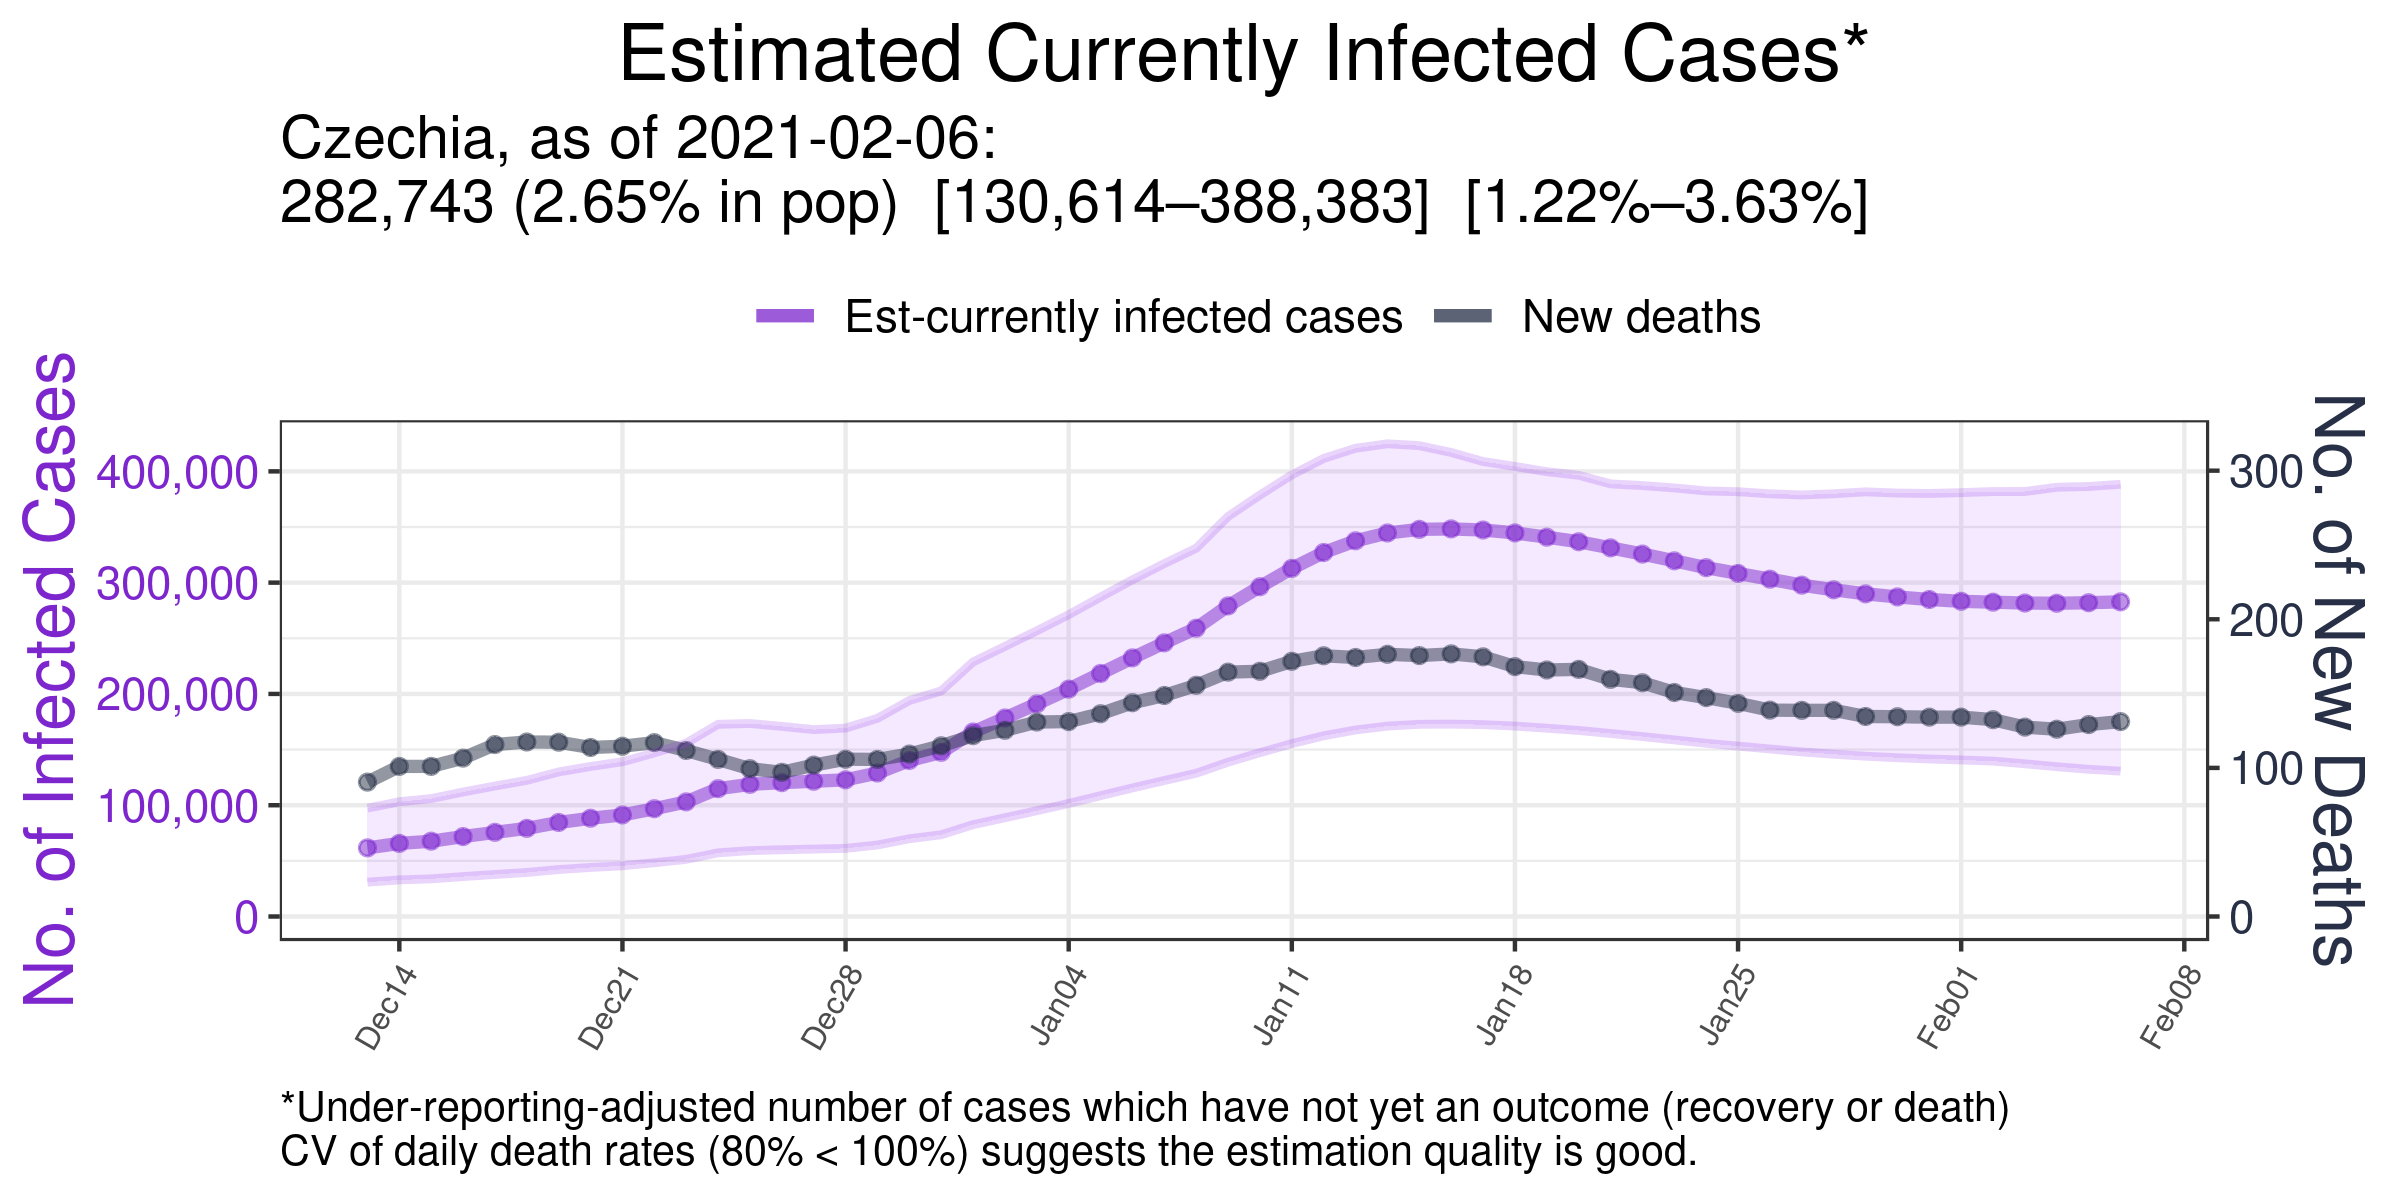 Estimated Currently Infected Cases*
Czechia, as of 2021-02-06:
282,743 (2.65% in pop)  [130,614–388,383]  [1.22%–3.63%]
Est-currently infected cases
New deaths
No. of Infected Cases
400,000
300,000
200,000
100,000
0
300
200
100
0
No. of New Deaths
Dec14
Dec21
Dec28
Jan04
Jan11
Jan18
Jan25
Feb01
Feb08
*Under-reporting-adjusted number of cases which have not yet an outcome (recovery or death)
CV of daily death rates (80% < 100%) suggests the estimation quality is good.